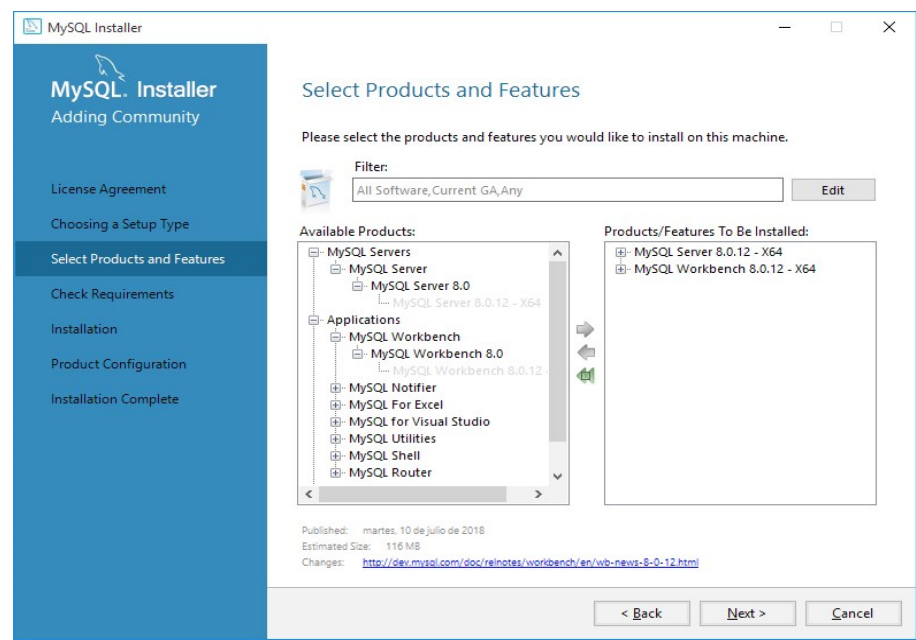 MySQL Installer
MySQL. Installer
Adding Community
License Agreement
Choosing a Setup Type
Select Products and Features
Check Requirements
Installation
Product Configuration
Installation Complete
Select Products and Features
Please select the products and features you would like to install on this machine.
Filter:
All Software,Current GA,Any
Edit
Available Products:
MySQL Servers
MySQL Server
MySQL Server 8.0
MySQL Server 8.0.12 - X64
Applications
MySQL Workbench
MySQL Workbench 8.0
MySQL Workbench 8.0.12
MySQL Notifier
MySQL For Excel
MySQL for Visual Studio
MySQL Utilities
MySQL Shell
MySQL Router
Products/Features To Be Installed:
MySQL Server 8.0.12 - X64
MySQL Workbench 8.0.12 - X64
Published: martes, 10 de julio de 2018
Estimated Size: 116 MB
Changes: http://dev.mysql.com/doc/relnotes/workbench/en/wb-news-8-0-12.html
< Back
Next >
Cancel